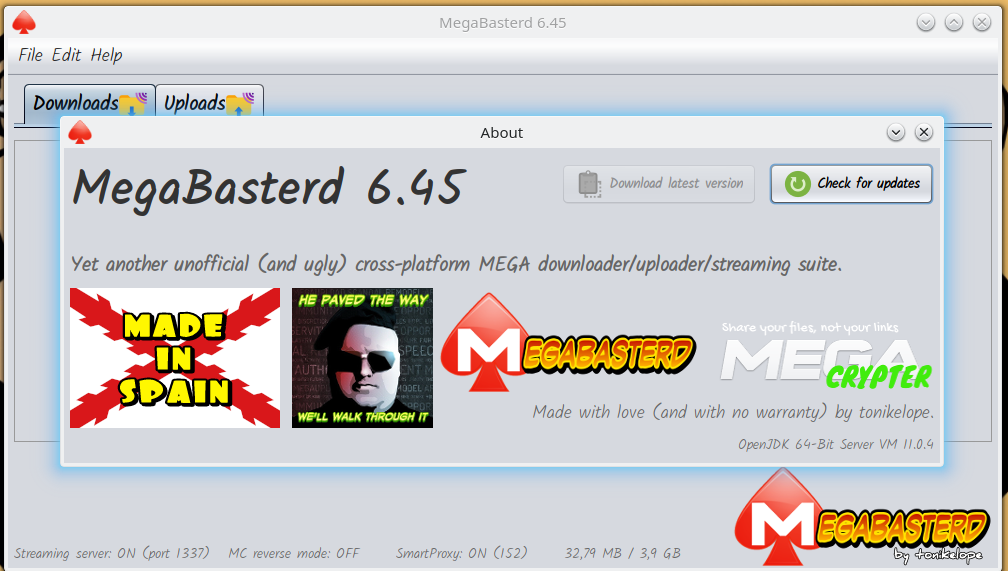 MegaBasterd 6.45
File Edit Help
Downloads Uploads
About
MegaBasterd 6.45
Download latest version
Check for updates
Yet another unofficial (and ugly) cross-platform MEGA downloader/uploader/streaming suite.
MADE
IN
SPAIN
HE PAVED THE WAY
WE'LL WALK THROUGH IT
MEGABASTERD
Share your files, not your links
MEGA
CRYPTER
Made with love (and with no warranty) by tonikelope.
OpenJDK 64-Bit Server VM 11.0.4
MEGABASTERD
by tonikelope
Streaming server: ON (port 1337) MC reverse mode: OFF SmartProxy: ON (152) 32,79 MB / 3,9 GB